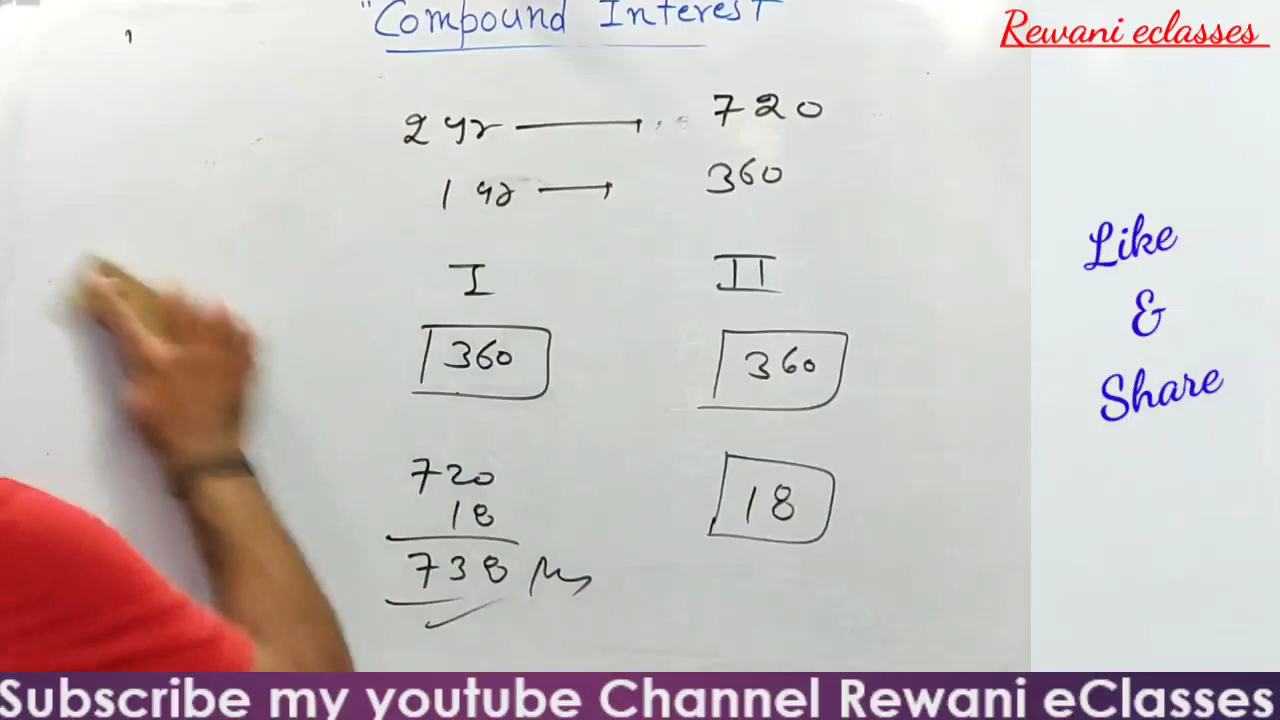 "Compound Interest
Rewani eclasses
2 yr → 720
1 yr → 360
I II
360 360
720
18
738
18
Like
&
Share
Subscribe my youtube Channel Rewani eClasses